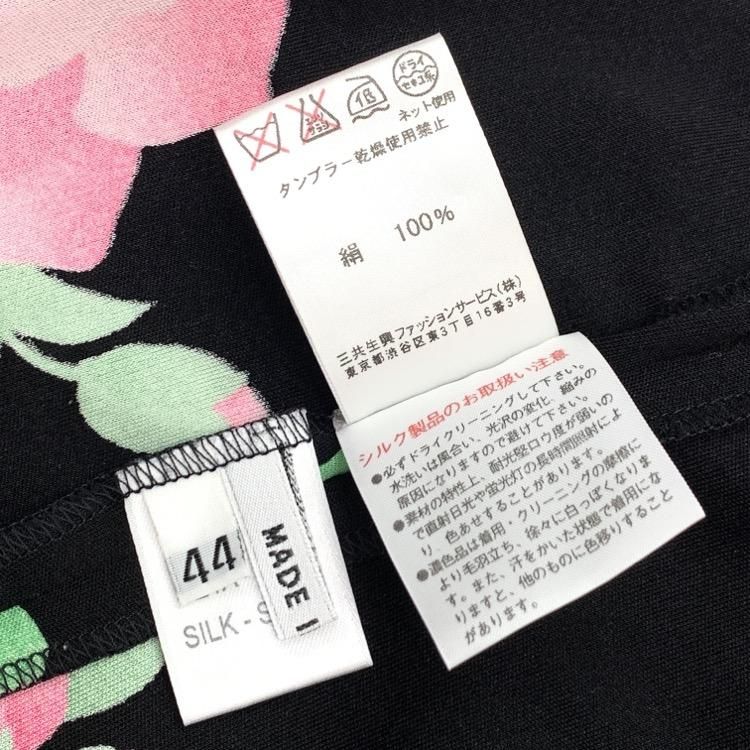 ドライ
セキユ系
エンソ
サラシ
低
ネット使用
タンブラー乾燥使用禁止
絹 100%
三共生興ファッションサービス(株)
東京都渋谷区東3丁目16番3号
シルク製品のお取扱い注意
●必ずドライクリーニングして下さい。
水洗いは風合い、光沢の変化、縮みの
原因になりますので避けて下さい。
●素材の特性上、耐光堅ロウ度が弱いの
で直射日光や蛍光灯の長時間照射によ
り、色あせすることがあります。
●濃色品は着用・クリーニングの摩擦に
より毛羽立ち、徐々に白っぽくなりま
す。また、汗をかいた状態で着用にな
りますと、他のものに色移りすること
があります。
44
MADE I
SILK - S